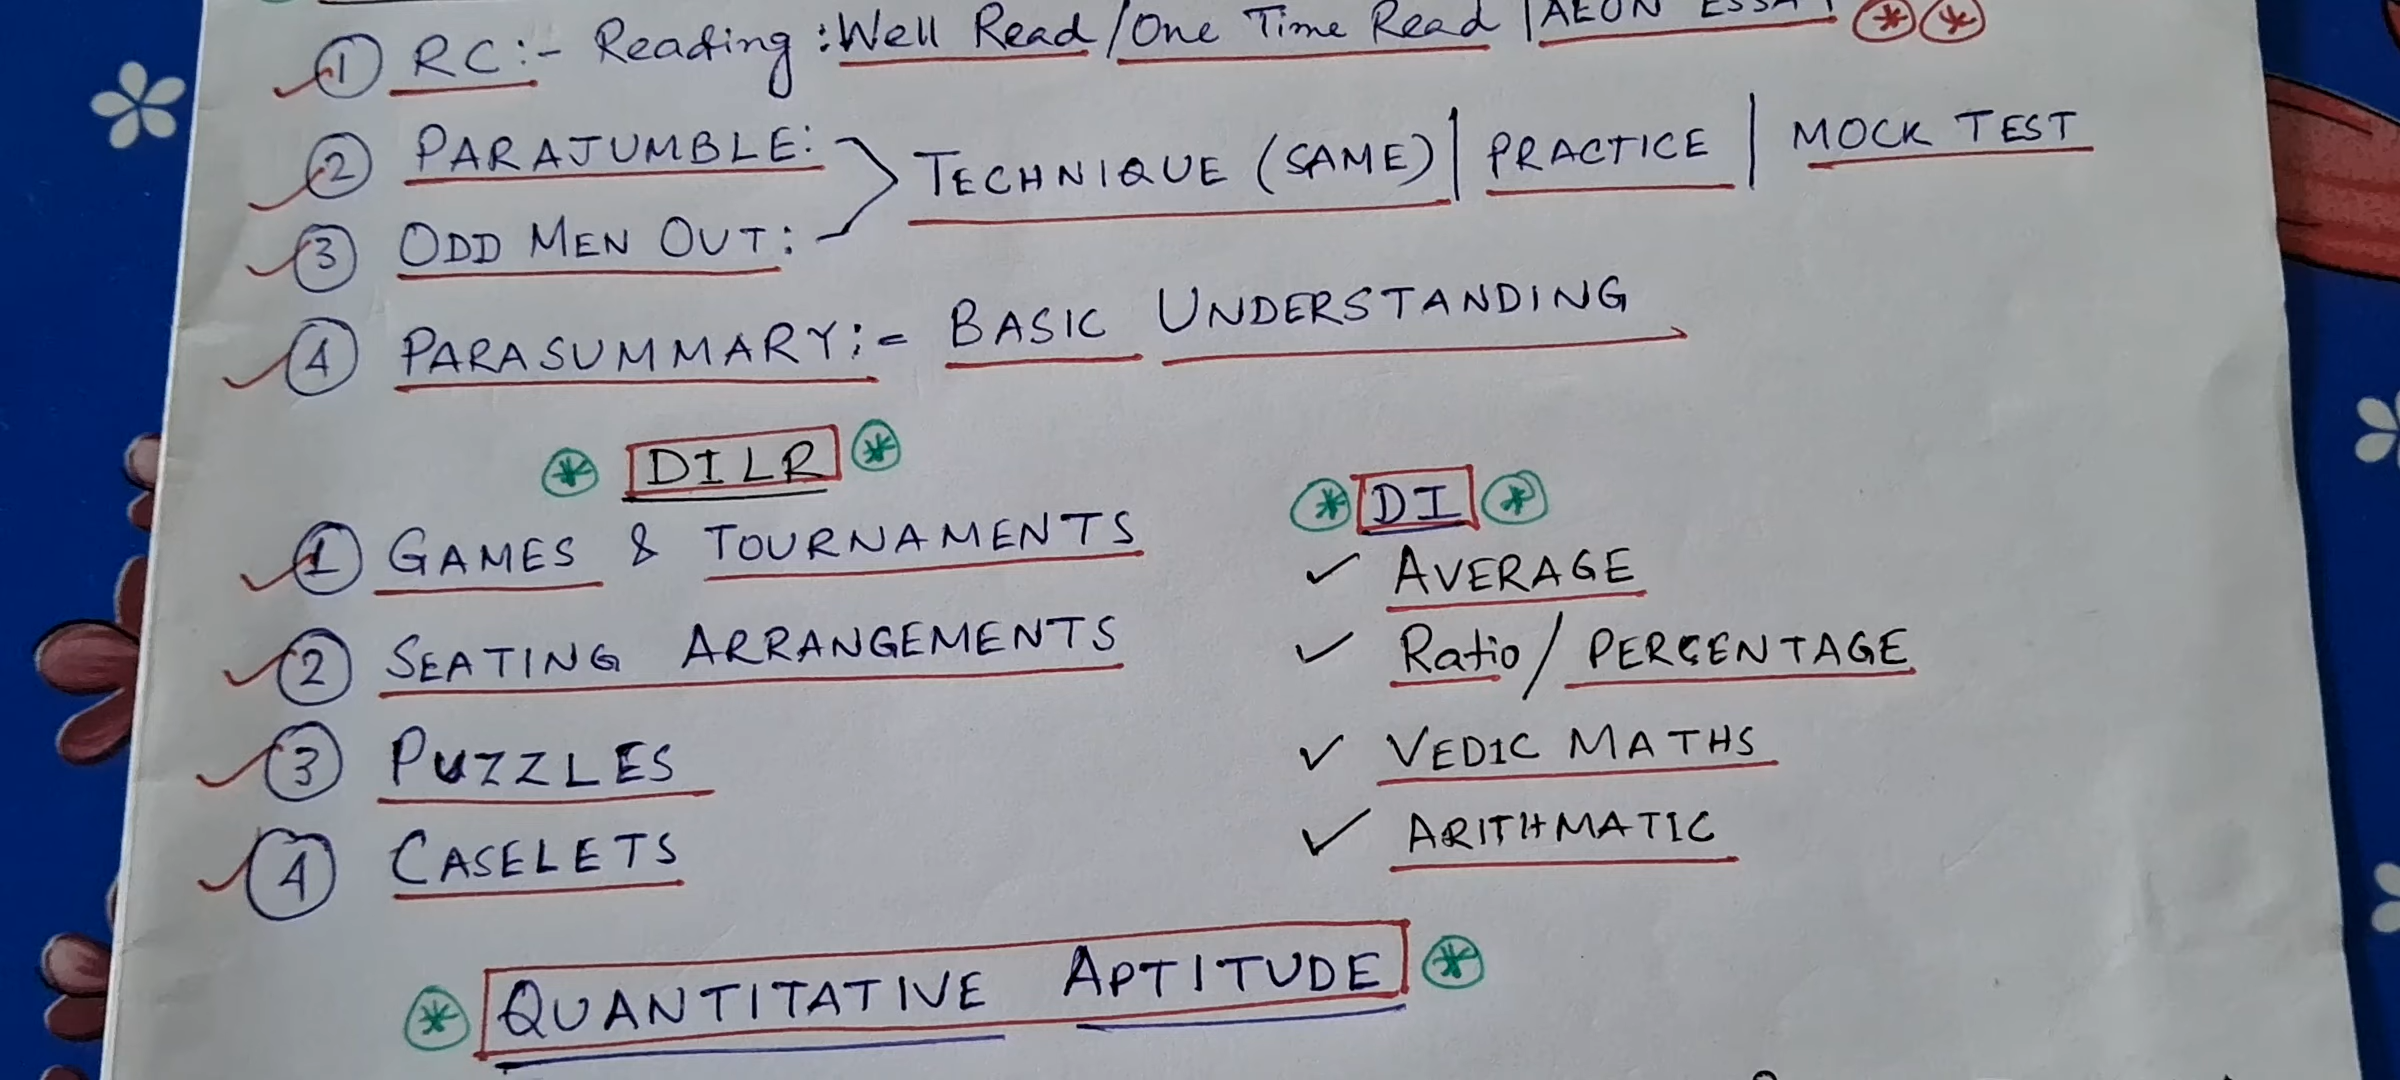 ① RC:- Reading: Well Read/One Time Read | AEON ESSAY
② PARAJUMBLE:
TECHNIQUE (SAME) | PRACTICE | MOCK TEST
③ ODD MEN OUT:
④ PARASUMMARY:- BASIC UNDERSTANDING
DILR
① GAMES & TOURNAMENTS
② SEATING ARRANGEMENTS
③ PUZZLES
④ CASELETS
DI
AVERAGE
Ratio/PERCENTAGE
VEDIC MATHS
ARITHMATIC
QUANTITATIVE APTITUDE